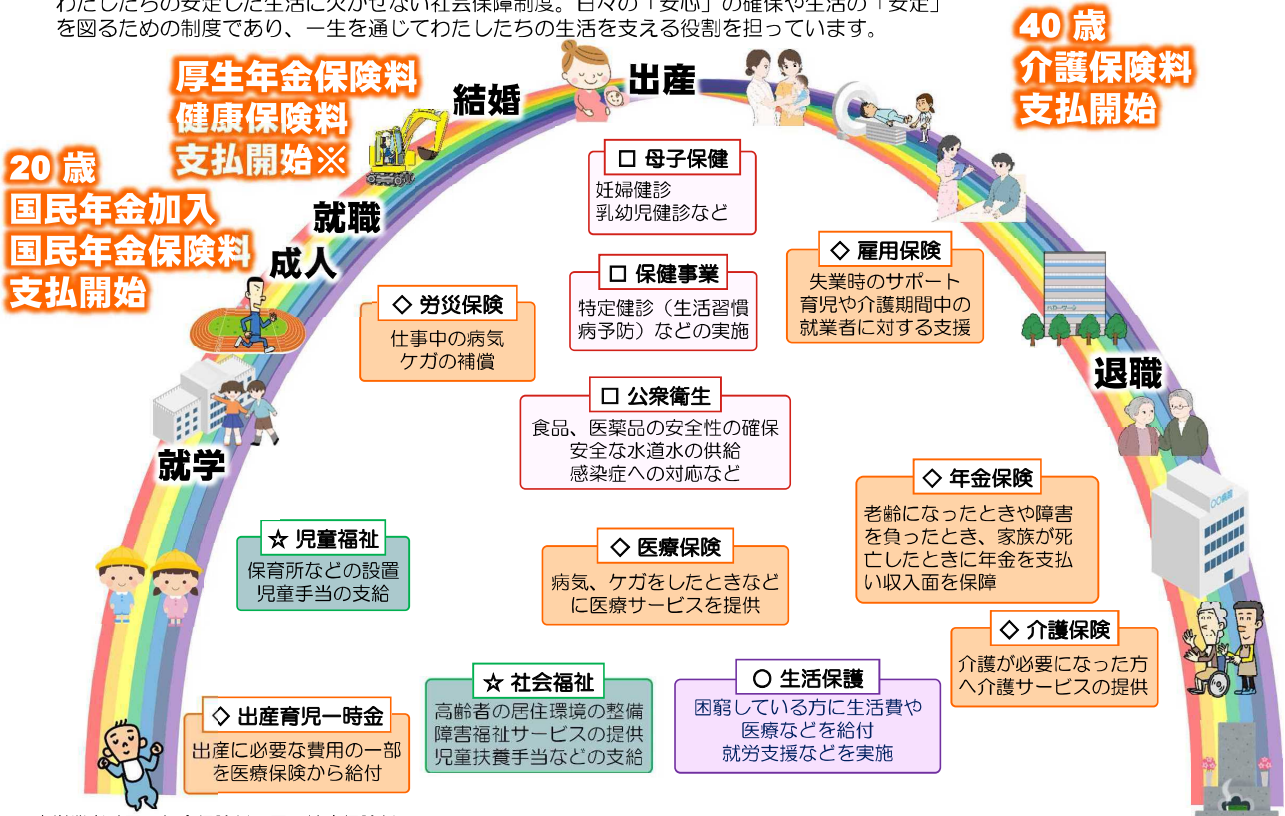 わたしたちの安定した生活に欠かせない社会保障制度。日々の「安心」の確保や生活の「安定」
を図るための制度であり、一生を通じてわたしたちの生活を支える役割を担っています。
40 歳
介護保険料
支払開始
厚生年金保険料
健康保険料
支払開始※
20 歳
国民年金加入
国民年金保険料
支払開始
出産
結婚
就職
成人
就学
退職
□ 母子保健
妊婦健診
乳幼児健診など
□ 保健事業
特定健診（生活習慣
病予防）などの実施
◇ 雇用保険
失業時のサポート
育児や介護期間中の
就業者に対する支援
ハローワーク
◇ 労災保険
仕事中の病気
ケガの補償
□ 公衆衛生
食品、医薬品の安全性の確保
安全な水道水の供給
感染症への対応など
◇ 年金保険
老齢になったときや障害
を負ったとき、家族が死
亡したときに年金を支払
い収入面を保障
〇〇病院
☆ 児童福祉
保育所などの設置
児童手当の支給
◇ 医療保険
病気、ケガをしたときなど
に医療サービスを提供
◇ 介護保険
介護が必要になった方
へ介護サービスの提供
☆ 社会福祉
高齢者の居住環境の整備
障害福祉サービスの提供
児童扶養手当などの支給
○ 生活保護
困窮している方に生活費や
医療などを給付
就労支援などを実施
◇ 出産育児一時金
出産に必要な費用の一部
を医療保険から給付